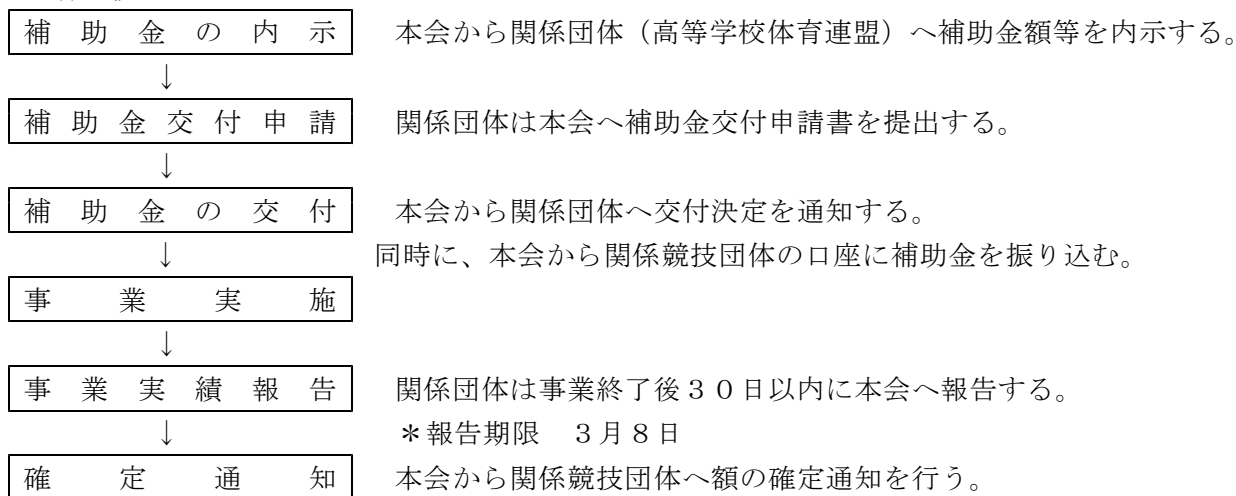 補助金の内示　本会から関係団体（高等学校体育連盟）へ補助金額等を内示する。
↓
補助金交付申請　関係団体は本会へ補助金交付申請書を提出する。
↓
補助金の交付　本会から関係団体へ交付決定を通知する。
↓　同時に、本会から関係競技団体の口座に補助金を振り込む。
事業実施
↓
事業実績報告　関係団体は事業終了後３０日以内に本会へ報告する。
↓　＊報告期限　３月８日
確定通知　本会から関係競技団体へ額の確定通知を行う。